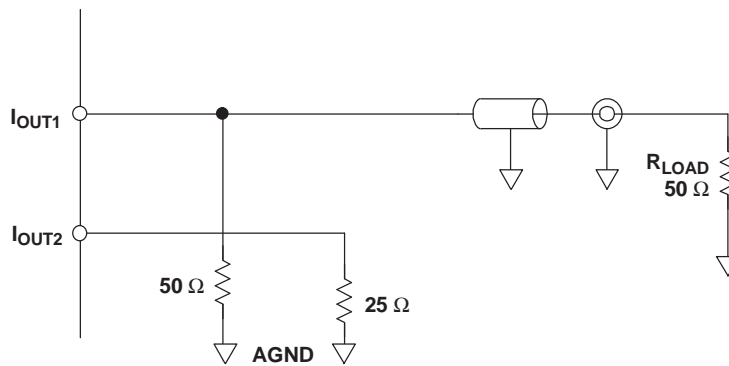 IOUT1
RLOAD
50 Ω
IOUT2
50 Ω
25 Ω
AGND